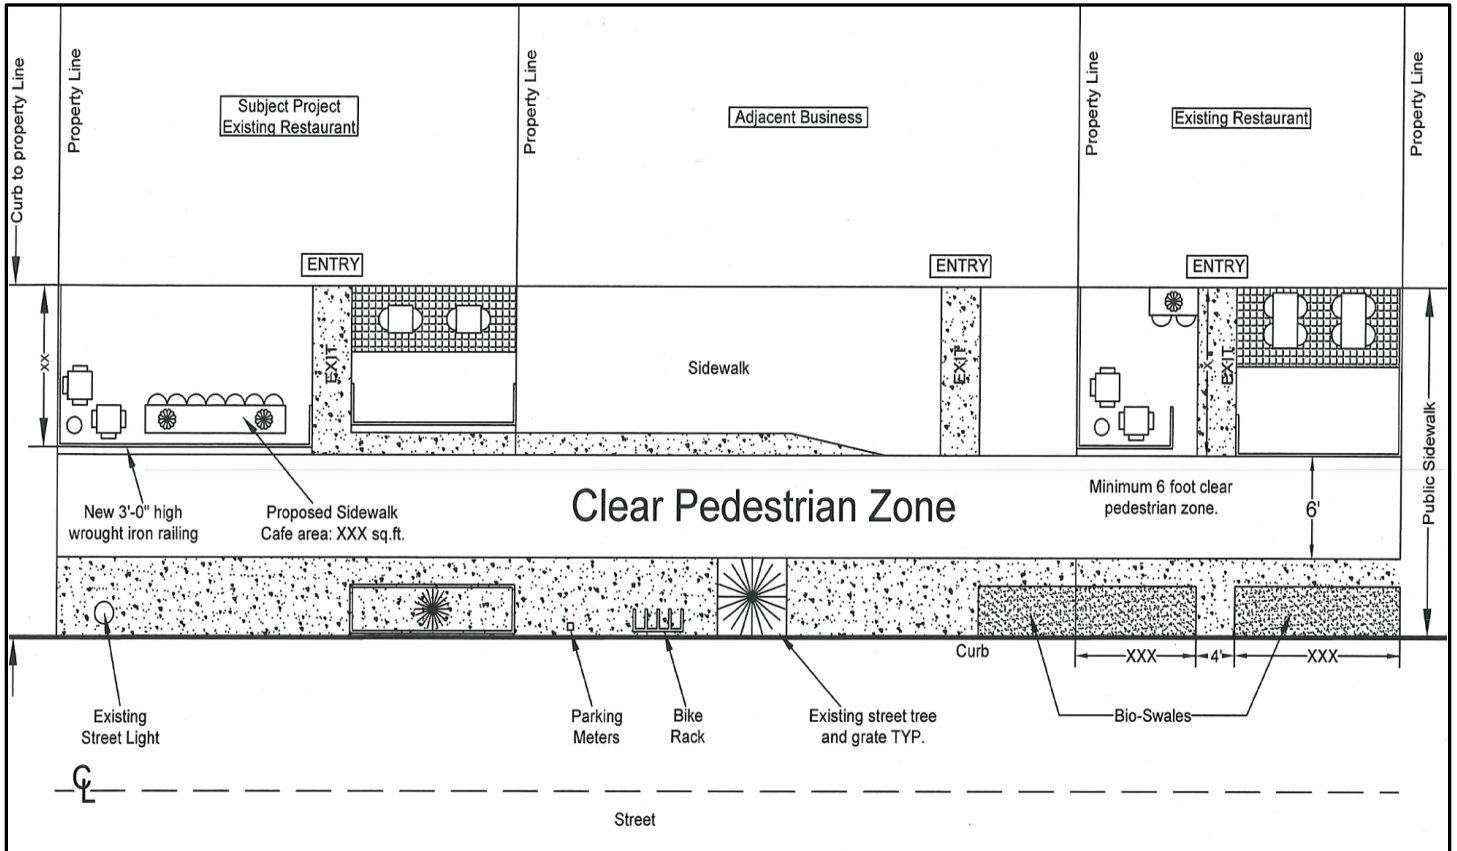 Curb to property Line
Property Line
Property Line
Property Line
Property Line
Subject Project
Existing Restaurant
Adjacent Business
Existing Restaurant
ENTRY
ENTRY
ENTRY
XX
EXIT
Sidewalk
EXIT
X
EXIT
Public Sidewalk
New 3'-0" high
wrought iron railing
Proposed Sidewalk
Cafe area: XXX sq.ft.
Clear Pedestrian Zone
Minimum 6 foot clear
pedestrian zone.
6'
Curb
XXX
4'
XXX
Existing
Street Light
Parking
Meters
Bike
Rack
Existing street tree
and grate TYP.
Bio-Swales
CL
Street